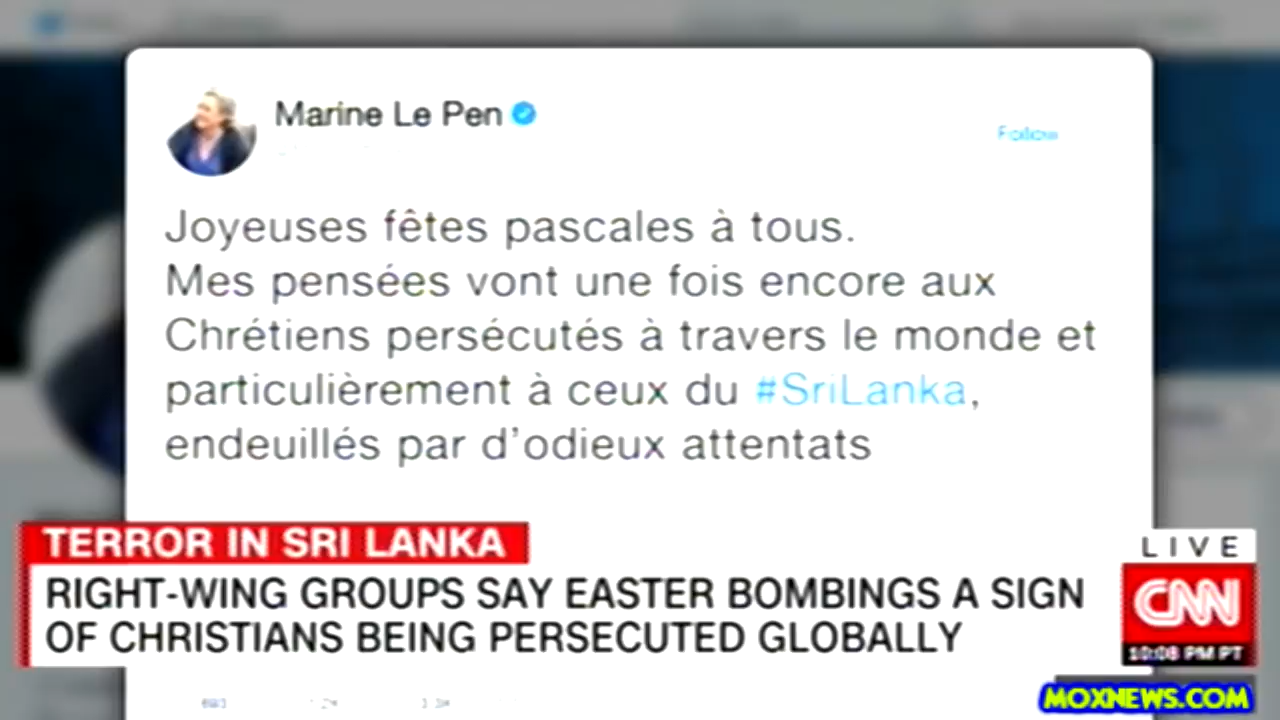 Marine Le Pen
Follow
Joyeuses fêtes pascales à tous.
Mes pensées vont une fois encore aux
Chrétiens persécutés à travers le monde et
particulièrement à ceux du #SriLanka,
endeuillés par d'odieux attentats
TERROR IN SRI LANKA
RIGHT-WING GROUPS SAY EASTER BOMBINGS A SIGN
OF CHRISTIANS BEING PERSECUTED GLOBALLY
LIVE
CNN
10:08 PM PT
MOXNEWS.COM